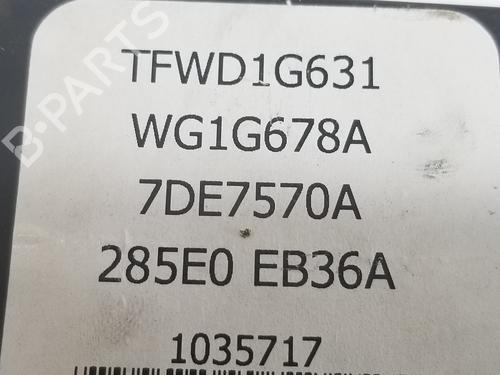 TFWD1G631
WG1G678A
7DE7570A
285E0 EB36A
1035717
B-PARTS